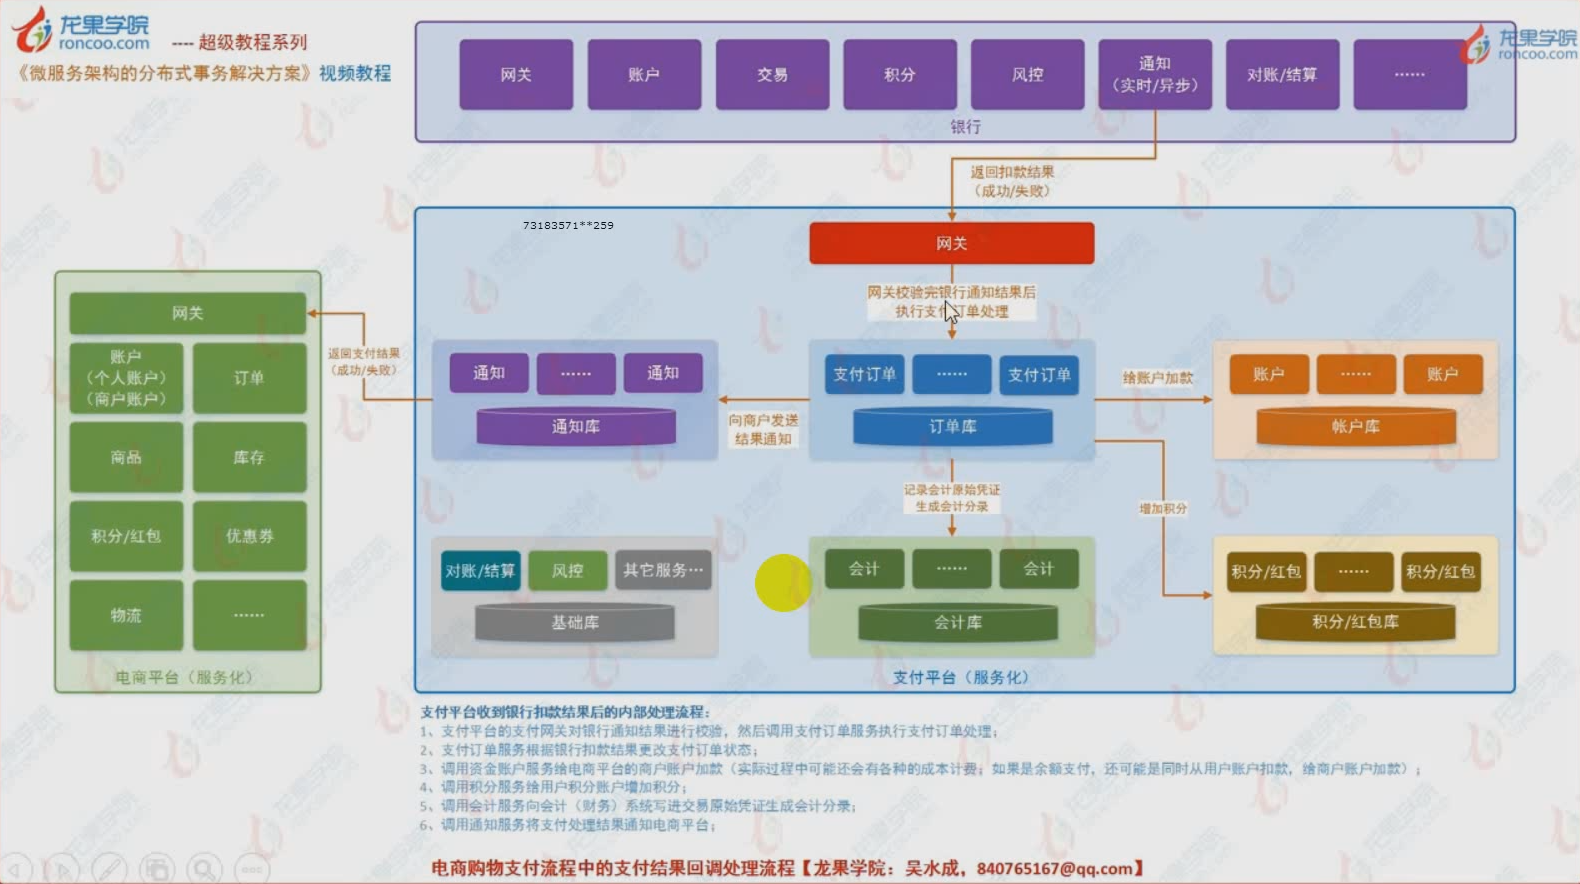 龙果学院
roncoo.com
---- 超级教程系列
《微服务架构的分布式事务解决方案》视频教程
网关
账户
交易
积分
风控
通知
（实时/异步）
对账/结算
······
银行
龙果学院
roncoo.com
返回扣款结果
（成功/失败）
73183571**259
网关
网关校验完银行通知结果后
执行支付订单处理
网关
账户
（个人账户）
（商户账户）
订单
商品
库存
积分/红包
优惠券
物流
······
电商平台（服务化）
返回支付结果
（成功/失败）
通知
······
通知
通知库
向商户发送
结果通知
支付订单
······
支付订单
订单库
给账户加款
账户
······
账户
帐户库
记录会计原始凭证
生成会计分录
增加积分
对账/结算
风控
其它服务···
基础库
会计
······
会计
会计库
积分/红包
······
积分/红包
积分/红包库
支付平台（服务化）
支付平台收到银行扣款结果后的内部处理流程：
1、支付平台的支付网关对银行通知结果进行校验，然后调用支付订单服务执行支付订单处理；
2、支付订单服务根据银行扣款结果更改支付订单状态；
3、调用资金账户服务给电商平台的商户账户加款（实际过程中可能还会有各种的成本计费；如果是余额支付，还可能是同时从用户账户扣款，给商户账户加款）；
4、调用积分服务给用户积分账户增加积分；
5、调用会计服务向会计（财务）系统写进交易原始凭证生成会计分录；
6、调用通知服务将支付处理结果通知电商平台；
电商购物支付流程中的支付结果回调处理流程【龙果学院：吴水成，840765167@qq.com】